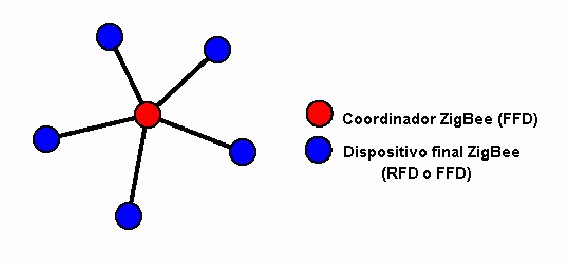 Coordinador ZigBee (FFD)
Dispositivo final ZigBee
(RFD o FFD)